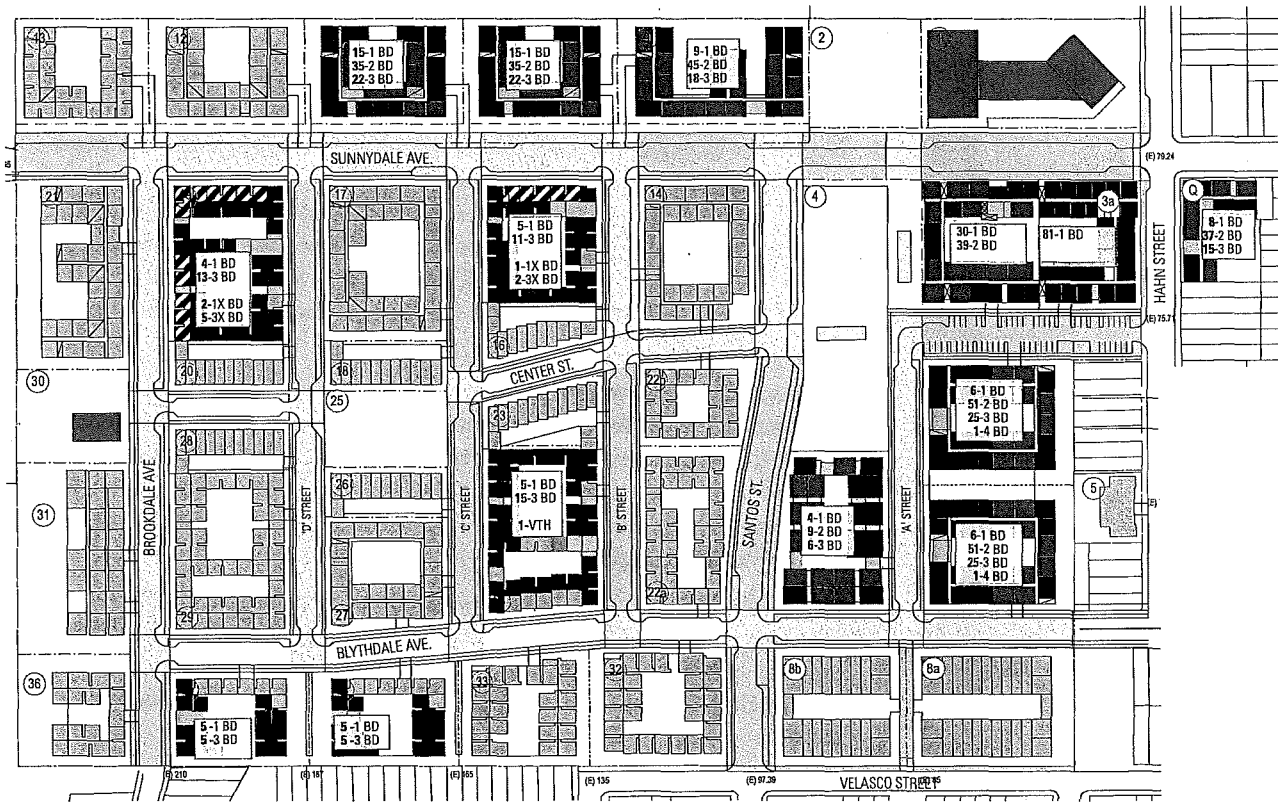 13
12
15-1 BD
35-2 BD
22-3 BD
15-1 BD
35-2 BD
22-3 BD
9-1 BD
45-2 BD
18-3 BD
2
SUNNYDALE AVE.
(E) 79.24
21
4-1 BD
13-3 BD
2-1X BD
5-3X BD
17
5-1 BD
11-3 BD
1-1X BD
2-3X BD
14
4
30-1 BD
39-2 BD
81-1 BD
3a
HAHN STREET
Q
8-1 BD
37-2 BD
15-3 BD
(E) 75.71
20
18
16
CENTER ST.
30
25
22b
23
6-1 BD
51-2 BD
25-3 BD
1-4 BD
28
26
5-1 BD
15-3 BD
1-VTH
31
BROOKDALE AVE
'D' STREET
'C' STREET
'B' STREET
SANTOS ST.
4-1 BD
9-2 BD
6-3 BD
'A' STREET
6-1 BD
51-2 BD
25-3 BD
1-4 BD
5
(E)
29
27
22a
BLYTHDALE AVE.
36
5-1 BD
5-3 BD
5-1 BD
5-3 BD
33
32
8b
8a
(E) 210
(E) 187
(E) 165
(E) 135
(E) 97.39
VELASCO STREET